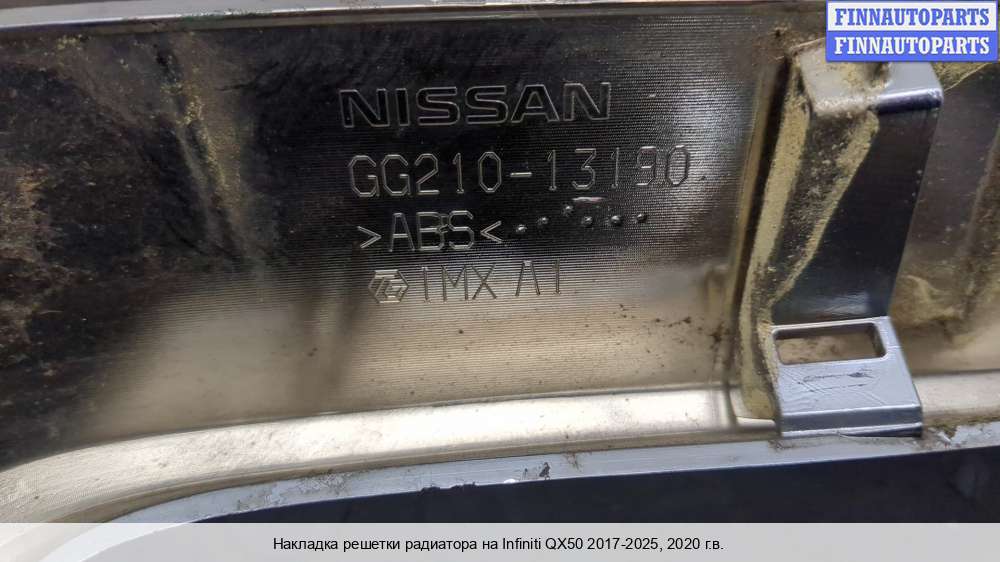 FINNAUTOPARTS
FINNAUTOPARTS
NISSAN
GG210-13190
>ABS<
1MX A1
Накладка решетки радиатора на Infiniti QX50 2017-2025, 2020 г.в.